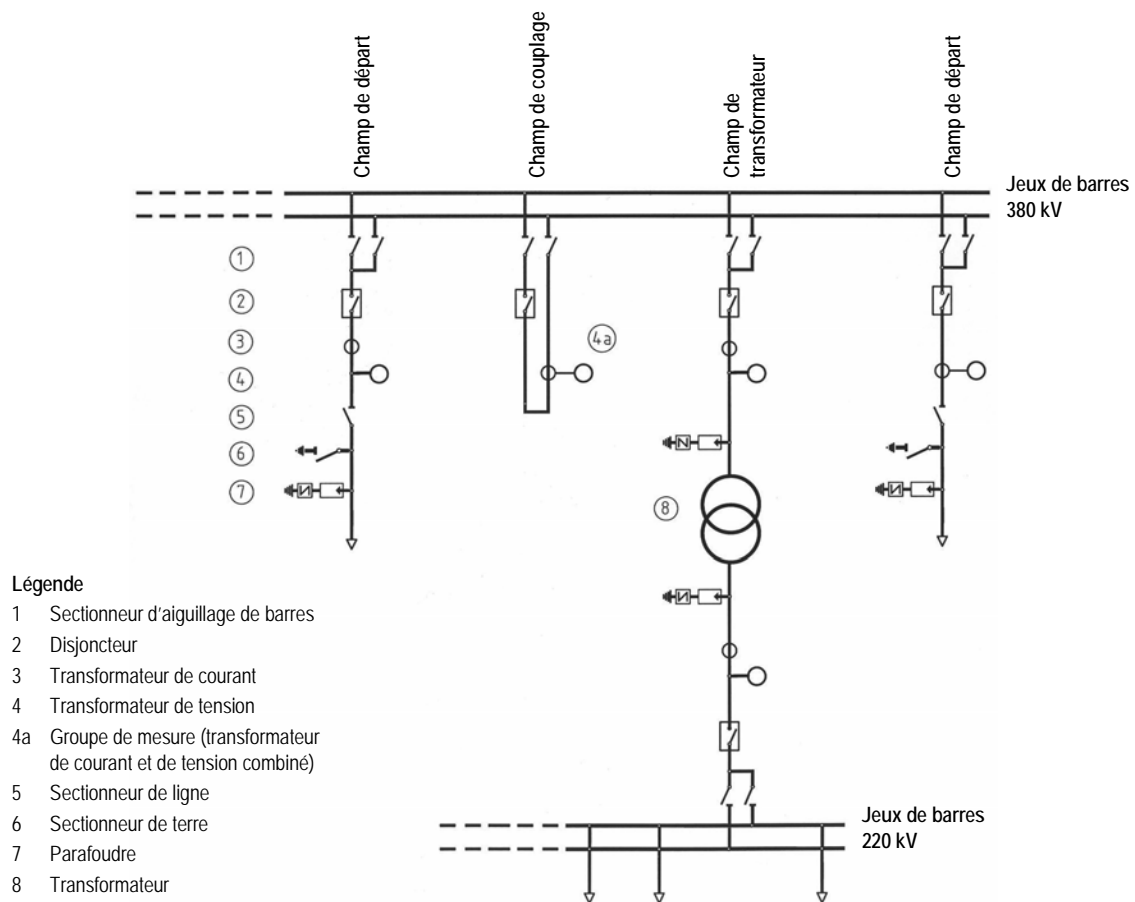 Champ de départ
Champ de couplage
Champ de
transformateur
Champ de départ
Jeux de barres
380 kV
1
2
3
4a
4
5
6
7
8
Légende
1 Sectionneur d'aiguillage de barres
2 Disjoncteur
3 Transformateur de courant
4 Transformateur de tension
4a Groupe de mesure (transformateur
de courant et de tension combiné)
5 Sectionneur de ligne
6 Sectionneur de terre
7 Parafoudre
8 Transformateur
Jeux de barres
220 kV